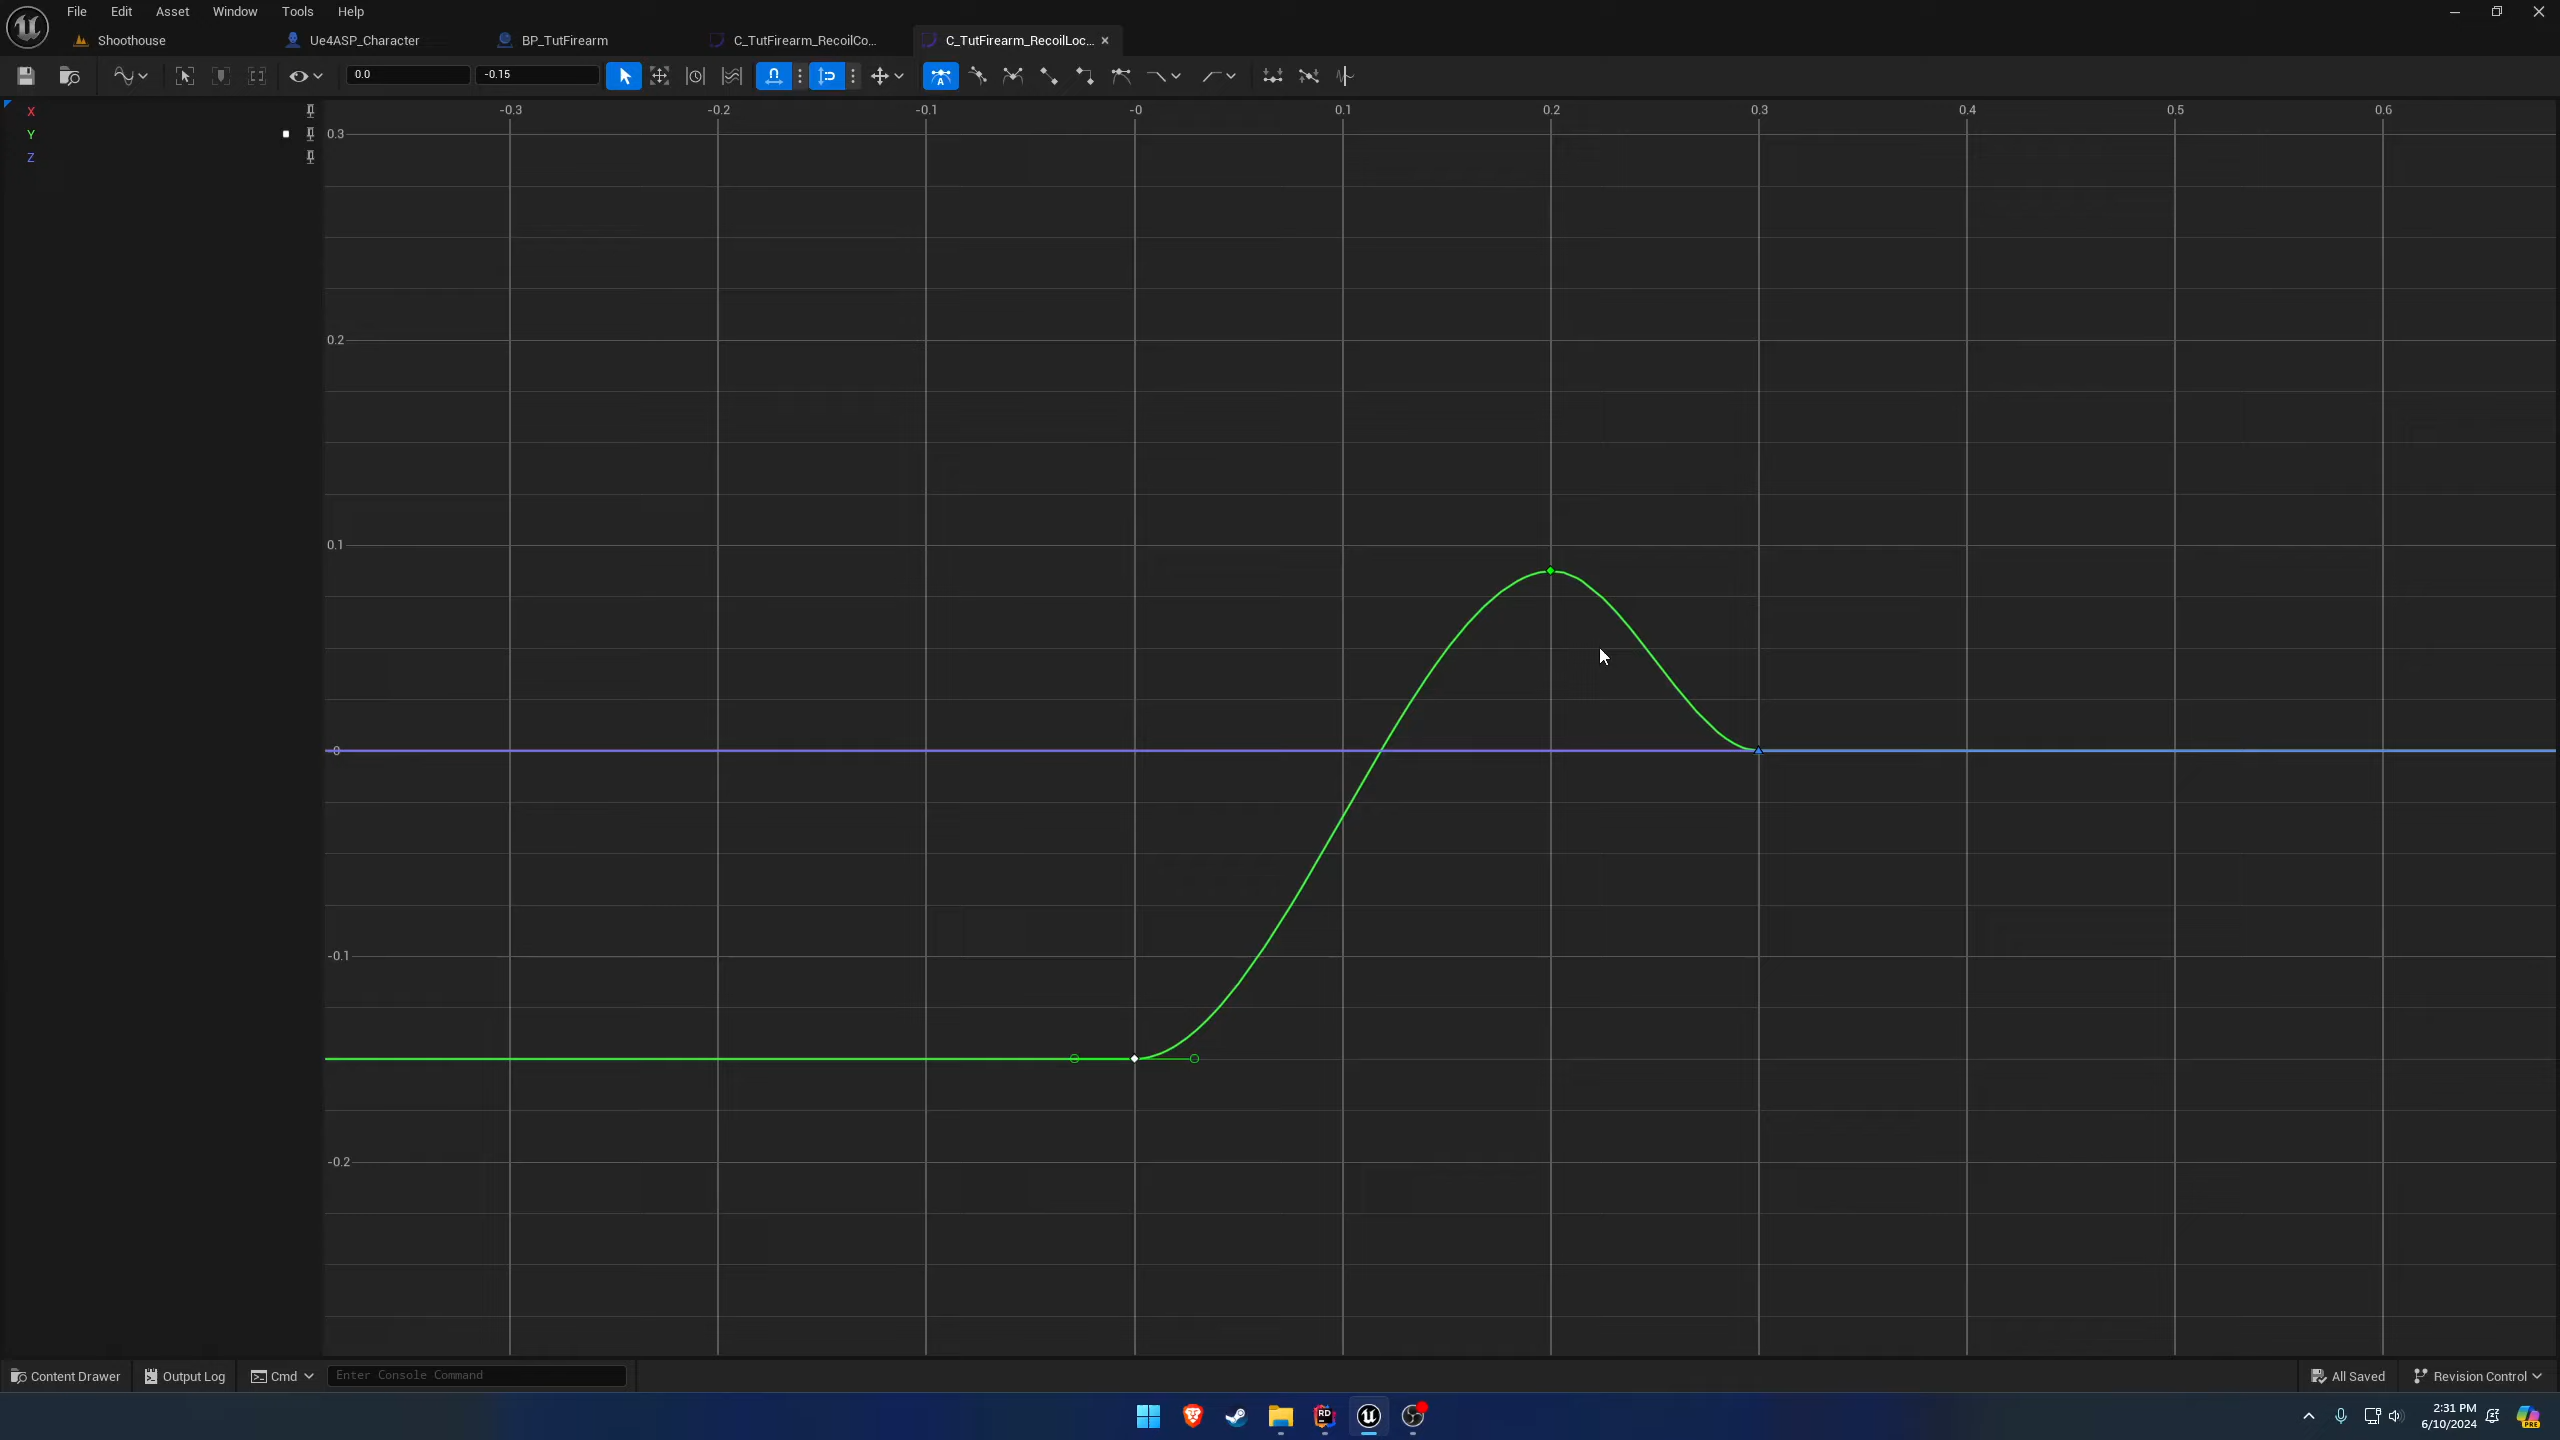 File Edit Asset Window Tools Help
Shoothouse Ue4ASP_Character BP_TutFirearm C_TutFirearm_RecoilCo... C_TutFirearm_RecoilLoc...
0.0 -0.15
X
Y
Z
-0.3 -0.2 -0.1 -0 0.1 0.2 0.3 0.4 0.5 0.6
0.3
0.2
0.1
-0
-0.1
-0.2
Content Drawer Output Log Cmd Enter Console Command All Saved Revision Control
RD
2:31 PM
6/10/2024
PRE